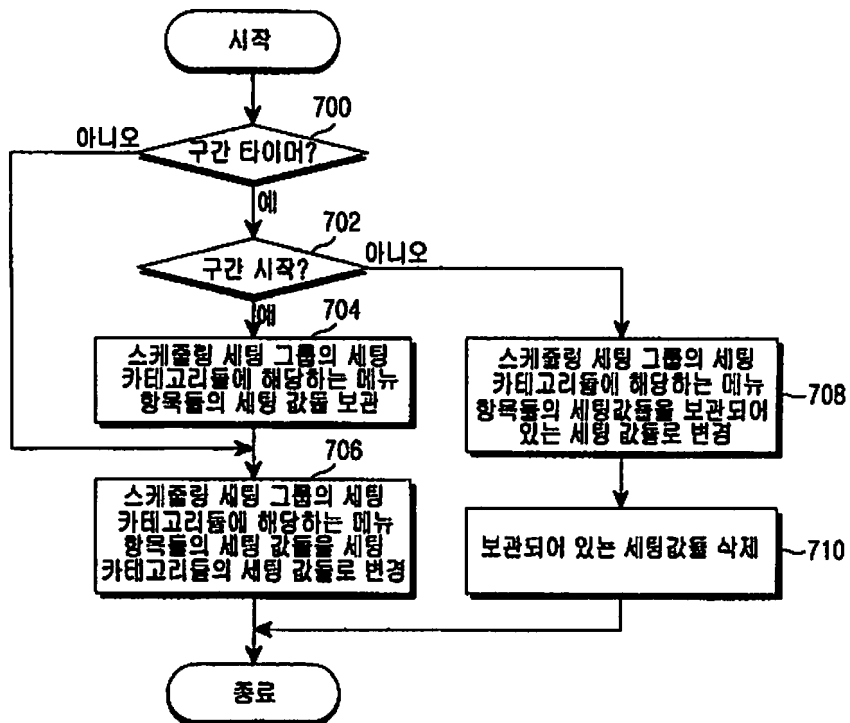 시작
700
구간 타이머?
아니오
예
702
구간 시작?
아니오
예
704
스케쥴링 세팅 그룹의 세팅
카테고리들에 해당하는 메뉴
항목들의 세팅 값들 보관
706
스케쥴링 세팅 그룹의 세팅
카테고리들에 해당하는 메뉴
항목들의 세팅 값들을 세팅
카테고리들의 세팅 값들로 변경
스케쥴링 세팅 그룹의 세팅
카테고리들에 해당하는 메뉴
항목들의 세팅값들을 보관되어
있는 세팅 값들로 변경
708
보관되어 있는 세팅값들 삭제
710
종료